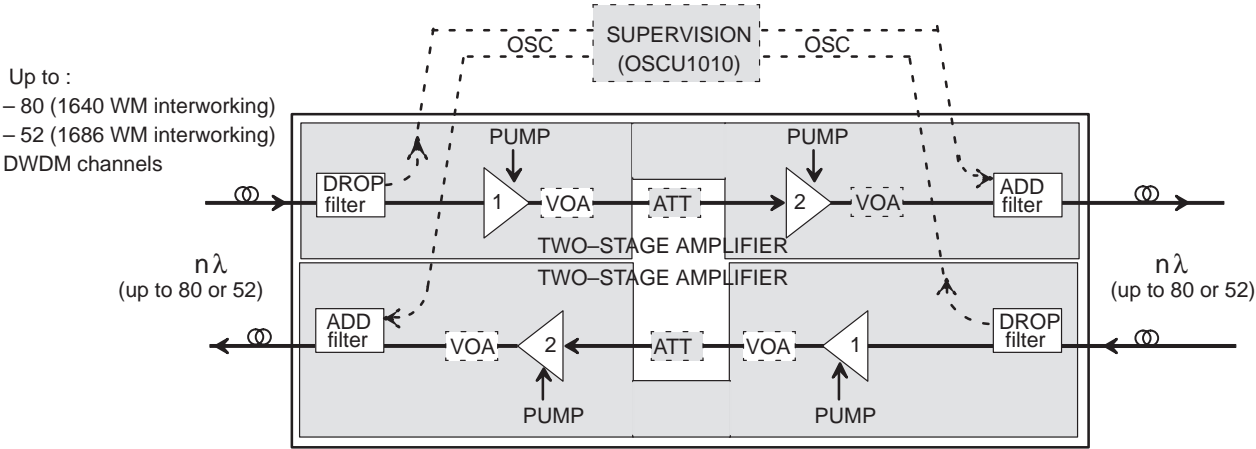 SUPERVISION
(OSCU1010)
OSC
OSC
Up to :
– 80 (1640 WM interworking)
– 52 (1686 WM interworking)
DWDM channels
PUMP
PUMP
DROP
filter
1
VOA
ATT
2
VOA
ADD
filter
TWO–STAGE AMPLIFIER
TWO–STAGE AMPLIFIER
nλ
(up to 80 or 52)
nλ
(up to 80 or 52)
ADD
filter
VOA
2
ATT
VOA
1
DROP
filter
PUMP
PUMP